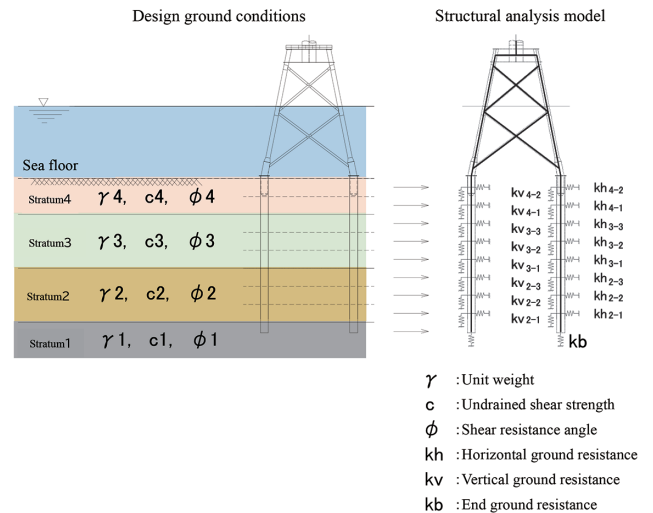 Design ground conditions
Structural analysis model
Sea floor
Stratum4 γ4, c4, φ4
Stratum3 γ3, c3, φ3
Stratum2 γ2, c2, φ2
Stratum1 γ1, c1, φ1
kv4-2 kh4-2
kv4-1 kh4-1
kv3-3 kh3-3
kv3-2 kh3-2
kv3-1 kh3-1
kv2-3 kh2-3
kv2-2 kh2-2
kv2-1 kh2-1
kb
γ :Unit weight
c :Undrained shear strength
φ :Shear resistance angle
kh :Horizontal ground resistance
kv :Vertical ground resistance
kb :End ground resistance